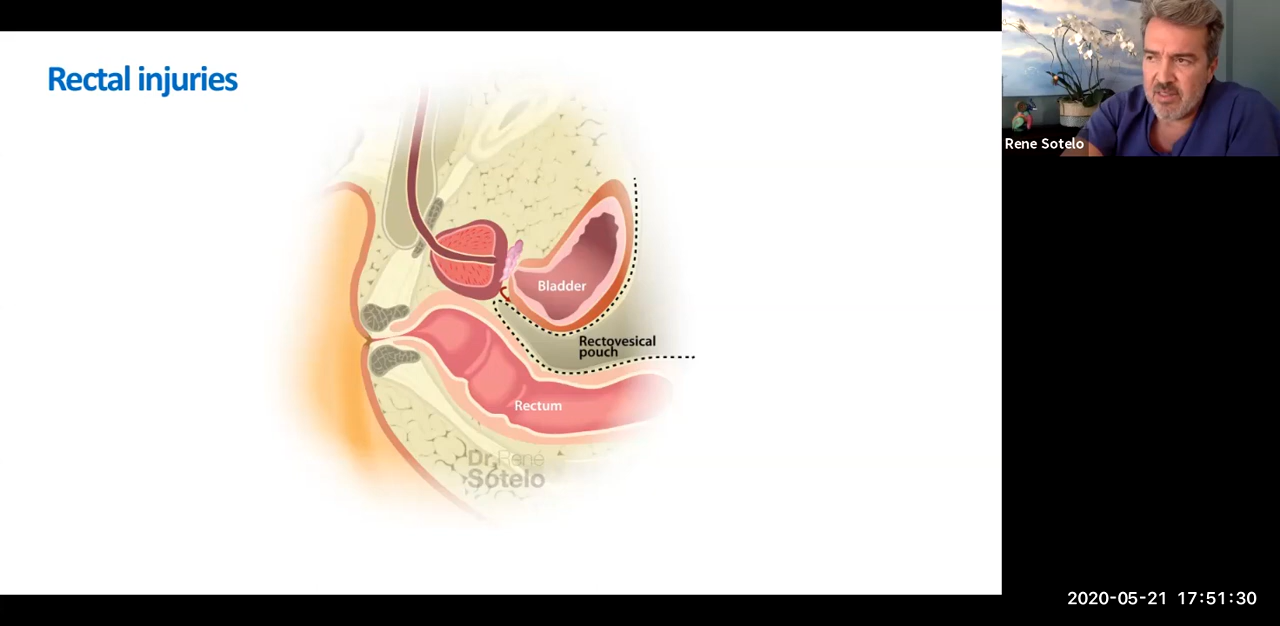 Rectal injuries
Rene Sotelo
Bladder
Rectovesical
pouch
Rectum
Dr.René
Sotelo
2020-05-21 17:51:30